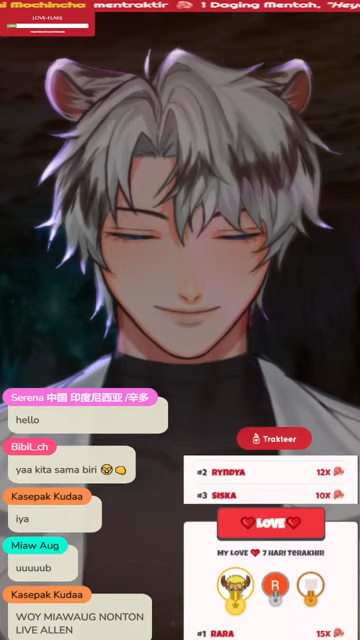 ai Mochincha mentraktir 1 Daging Mentah, "Heyo
LOVE-FLAKE
Serena 中国 印度尼西亚 /辛多
hello
Bibil_ch
yaa kita sama biri
Kasepak Kudaa
iya
Miaw Aug
uuuuub
Kasepak Kudaa
WOY MIAWAUG NONTON
LIVE ALLEN
Trakteer
#2 RYNDYA 12X
#3 SISKA 10X
LOVE
MY LOVE ❤ 7 HARI TERAKHIR
R
#1 RARA 15X